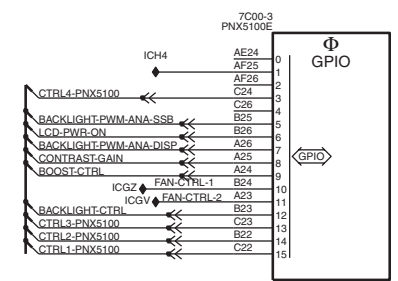 7C00-3
PNX5100E
Φ
GPIO
ICH4
AE24 0
AF25 1
AF26 2
CTRL4-PNX5100 C24 3
C26 4
BACKLIGHT-PWM-ANA-SSB B25 5
LCD-PWR-ON B26 6
BACKLIGHT-PWM-ANA-DISP A26 7
CONTRAST-GAIN A25 8
BOOST-CTRL A24 9
ICGZ FAN-CTRL-1 B24 10
ICGV FAN-CTRL-2 A23 11
BACKLIGHT-CTRL B23 12
CTRL3-PNX5100 C23 13
CTRL2-PNX5100 B22 14
CTRL1-PNX5100 C22 15
GPIO